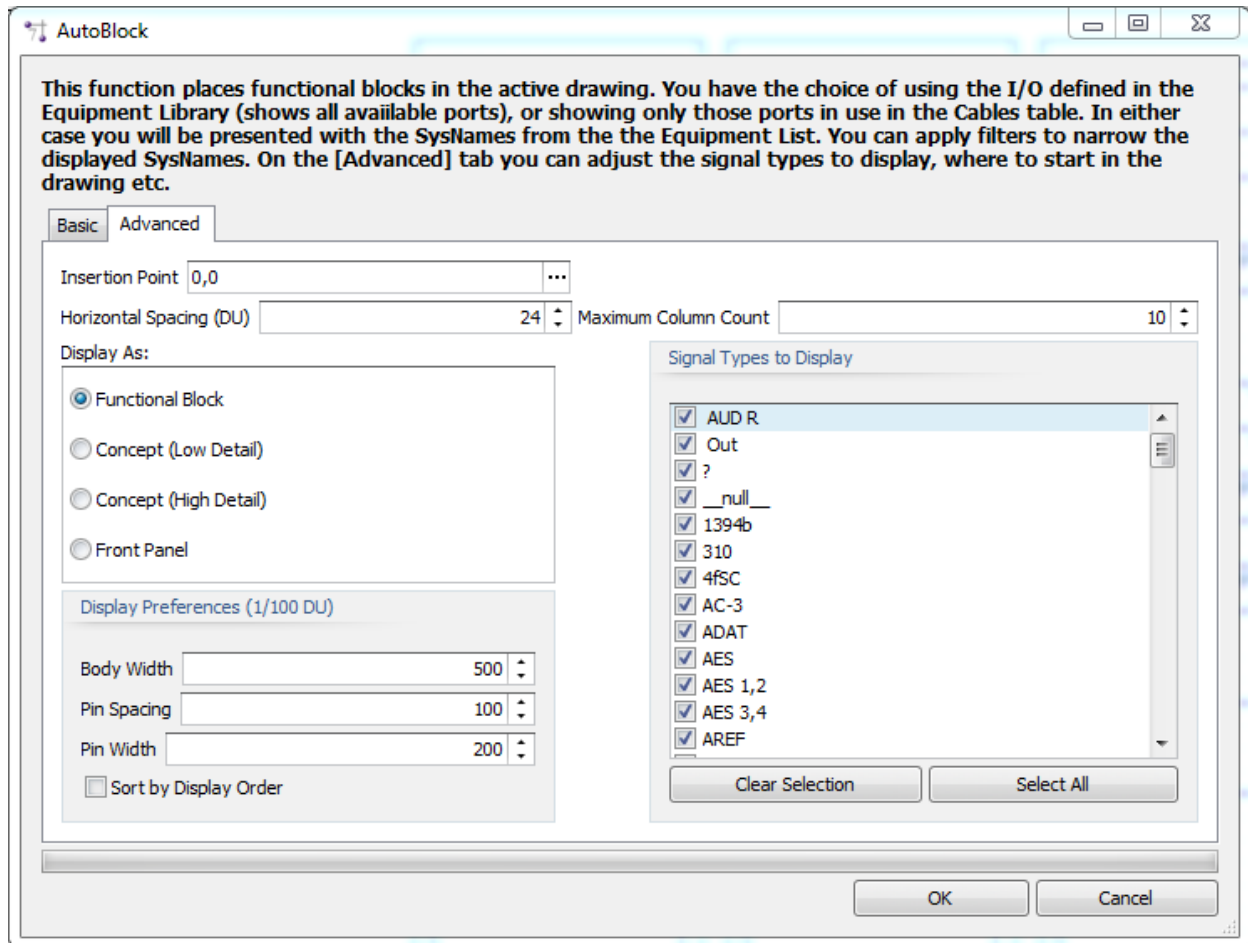 AutoBlock
This function places functional blocks in the active drawing. You have the choice of using the I/O defined in the
Equipment Library (shows all avaiilable ports), or showing only those ports in use in the Cables table. In either
case you will be presented with the SysNames from the the Equipment List. You can apply filters to narrow the
displayed SysNames. On the [Advanced] tab you can adjust the signal types to display, where to start in the
drawing etc.
Basic Advanced
Insertion Point 0,0 ...
Horizontal Spacing (DU) 24 Maximum Column Count 10
Display As:
Functional Block
Concept (Low Detail)
Concept (High Detail)
Front Panel
Display Preferences (1/100 DU)
Body Width 500
Pin Spacing 100
Pin Width 200
Sort by Display Order
Signal Types to Display
AUD R
Out
?
__null__
1394b
310
4fSC
AC-3
ADAT
AES
AES 1,2
AES 3,4
AREF
Clear Selection Select All
OK Cancel